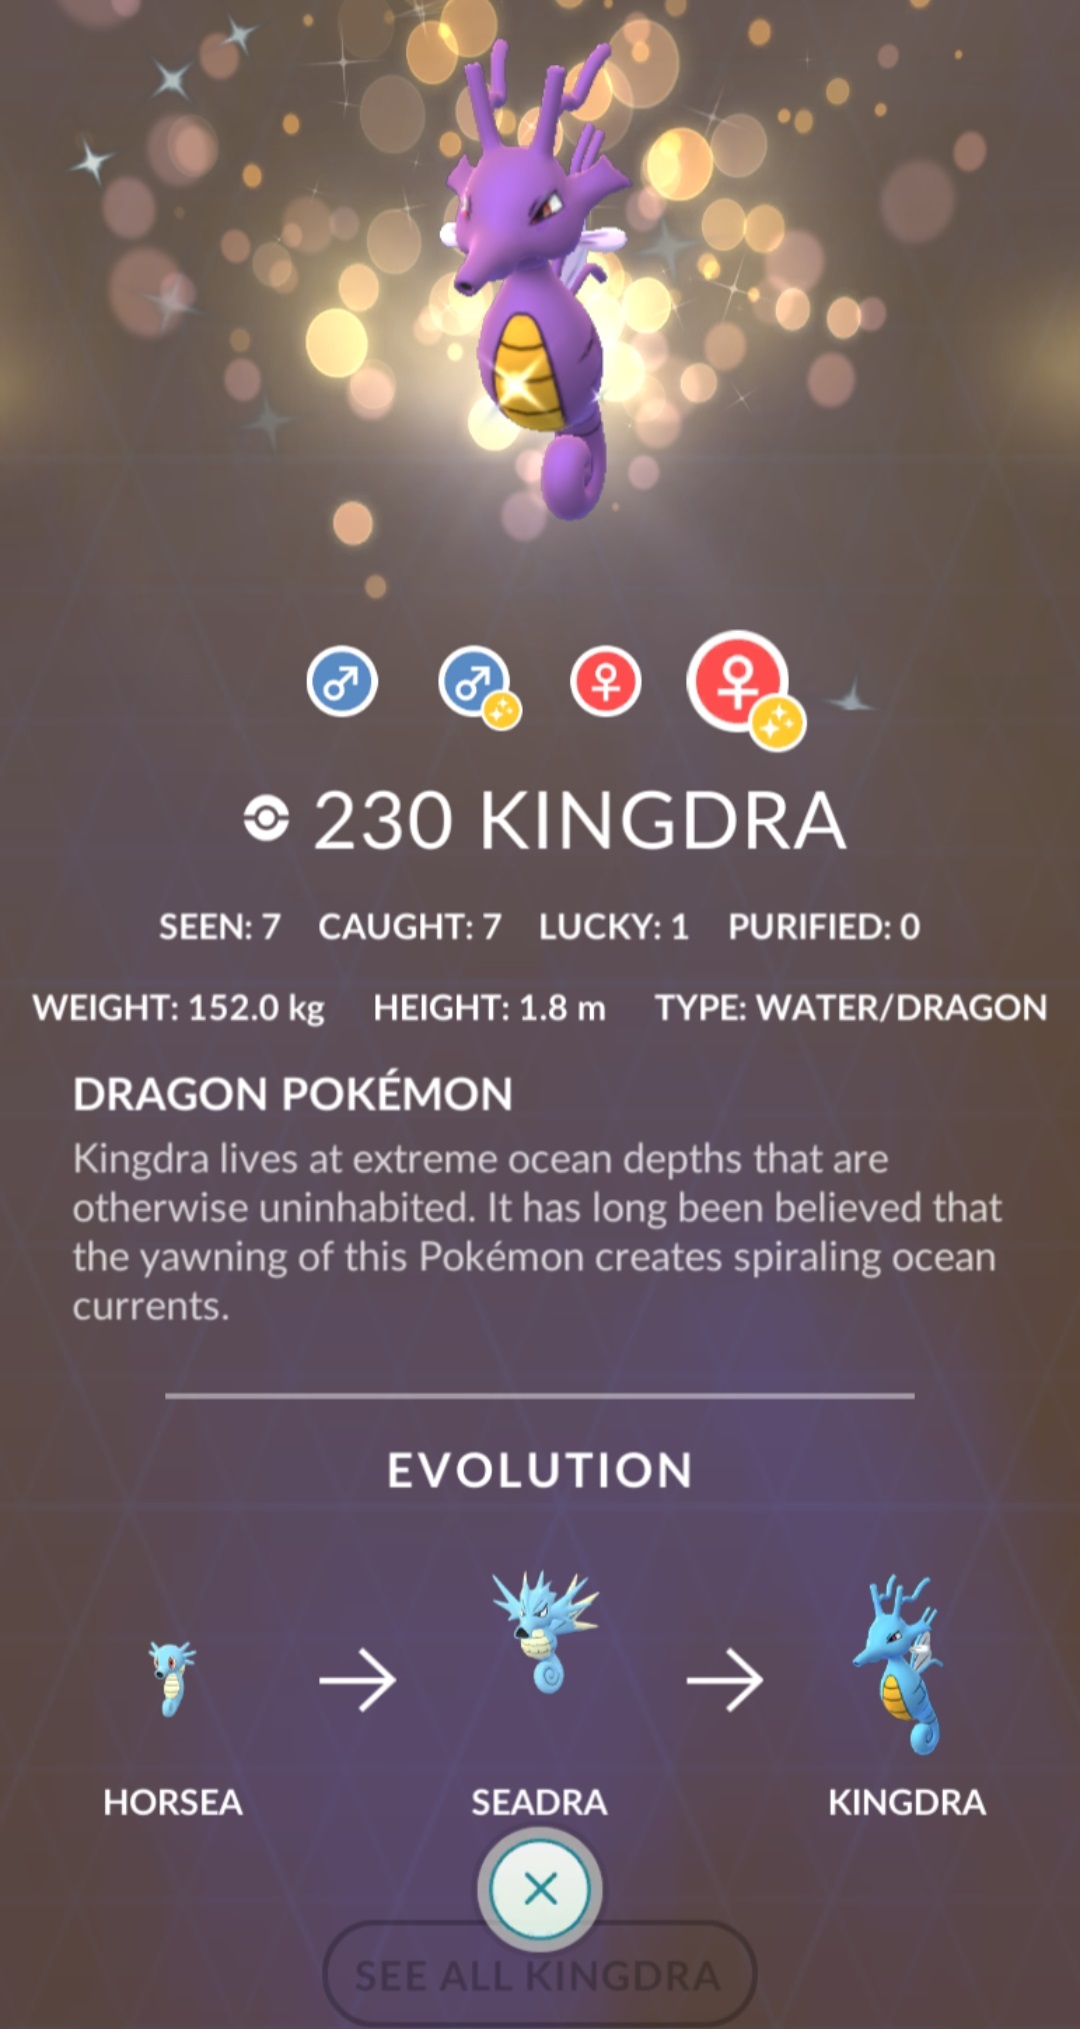 230 KINGDRA
SEEN: 7 CAUGHT: 7 LUCKY: 1 PURIFIED: 0
WEIGHT: 152.0 kg HEIGHT: 1.8 m TYPE: WATER/DRAGON
DRAGON POKÉMON
Kingdra lives at extreme ocean depths that are
otherwise uninhabited. It has long been believed that
the yawning of this Pokémon creates spiraling ocean
currents.
EVOLUTION
HORSEA SEADRA KINGDRA
SEE ALL KINGDRA